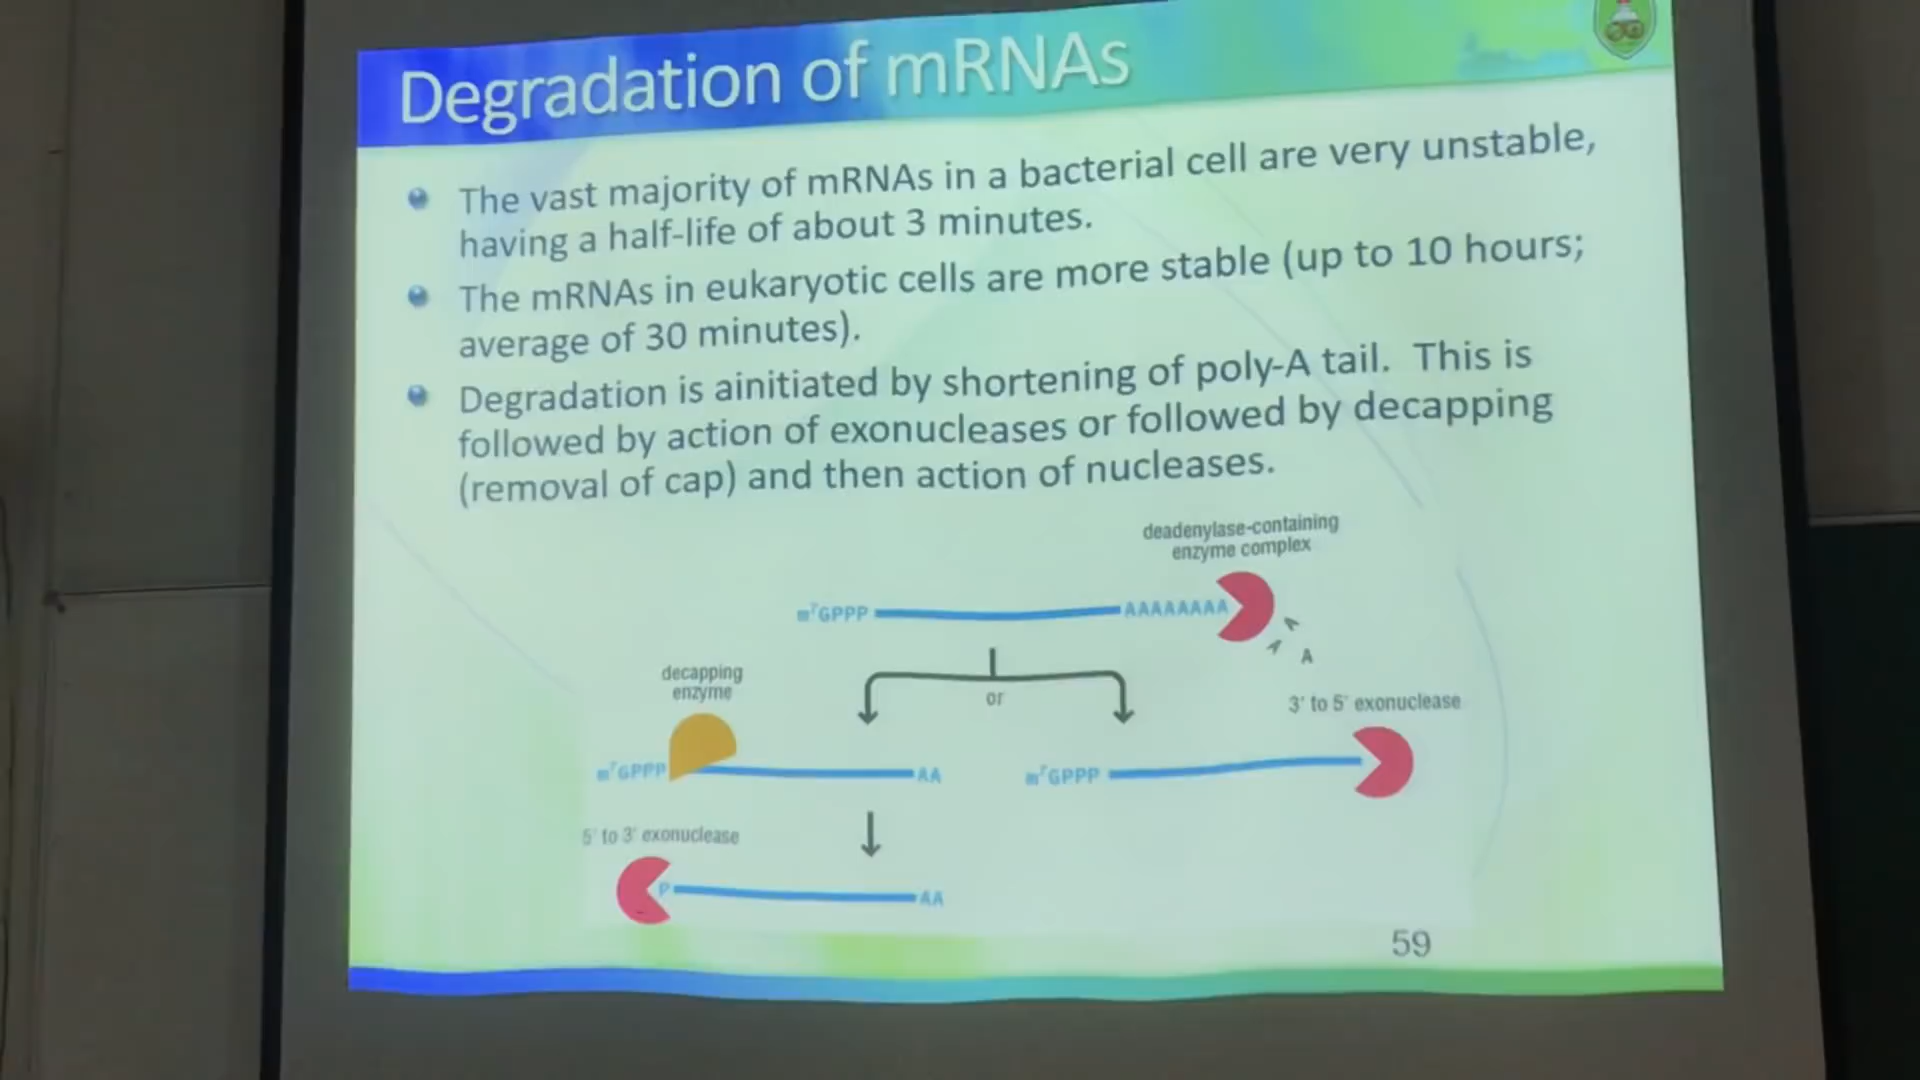 Degradation of mRNAs
The vast majority of mRNAs in a bacterial cell are very unstable,
having a half-life of about 3 minutes.
The mRNAs in eukaryotic cells are more stable (up to 10 hours;
average of 30 minutes).
Degradation is ainitiated by shortening of poly-A tail. This is
followed by action of exonucleases or followed by decapping
(removal of cap) and then action of nucleases.
deadenylase-containing
enzyme complex
m⁷GPPP AAAAAAAA
A
A
A
decapping
enzyme
or
3' to 5' exonuclease
m⁷GPPP AA
m⁷GPPP
5' to 3' exonuclease
P AA
59